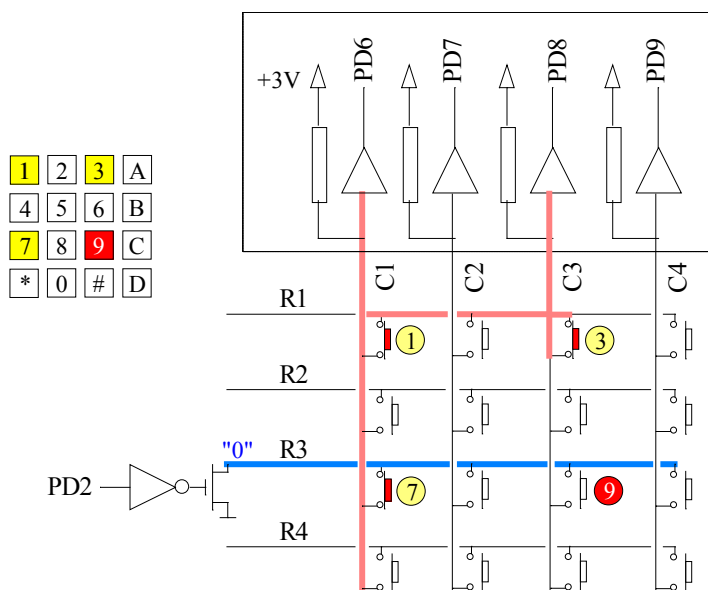 PD6 PD7 PD8 PD9
+3V
1 2 3 A
4 5 6 B
7 8 9 C
* 0 # D
C1 C2 C3 C4
R1
1 3
R2
"0" R3
PD2
7 9
R4